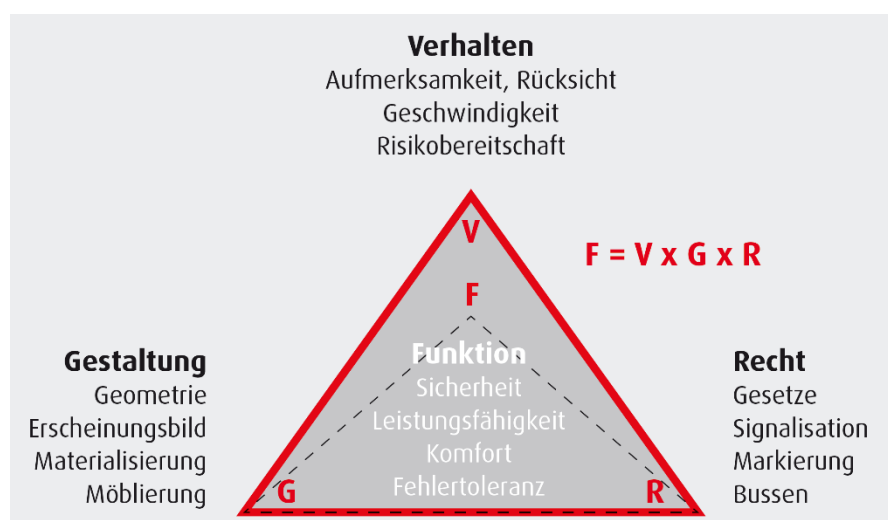 Verhalten
Aufmerksamkeit, Rücksicht
Geschwindigkeit
Risikobereitschaft
V
F = V x G x R
F
Gestaltung
Geometrie
Erscheinungsbild
Materialisierung
Möblierung
Funktion
Sicherheit
Leistungsfähigkeit
Komfort
Fehlertoleranz
Recht
Gesetze
Signalisation
Markierung
Bussen
G
R